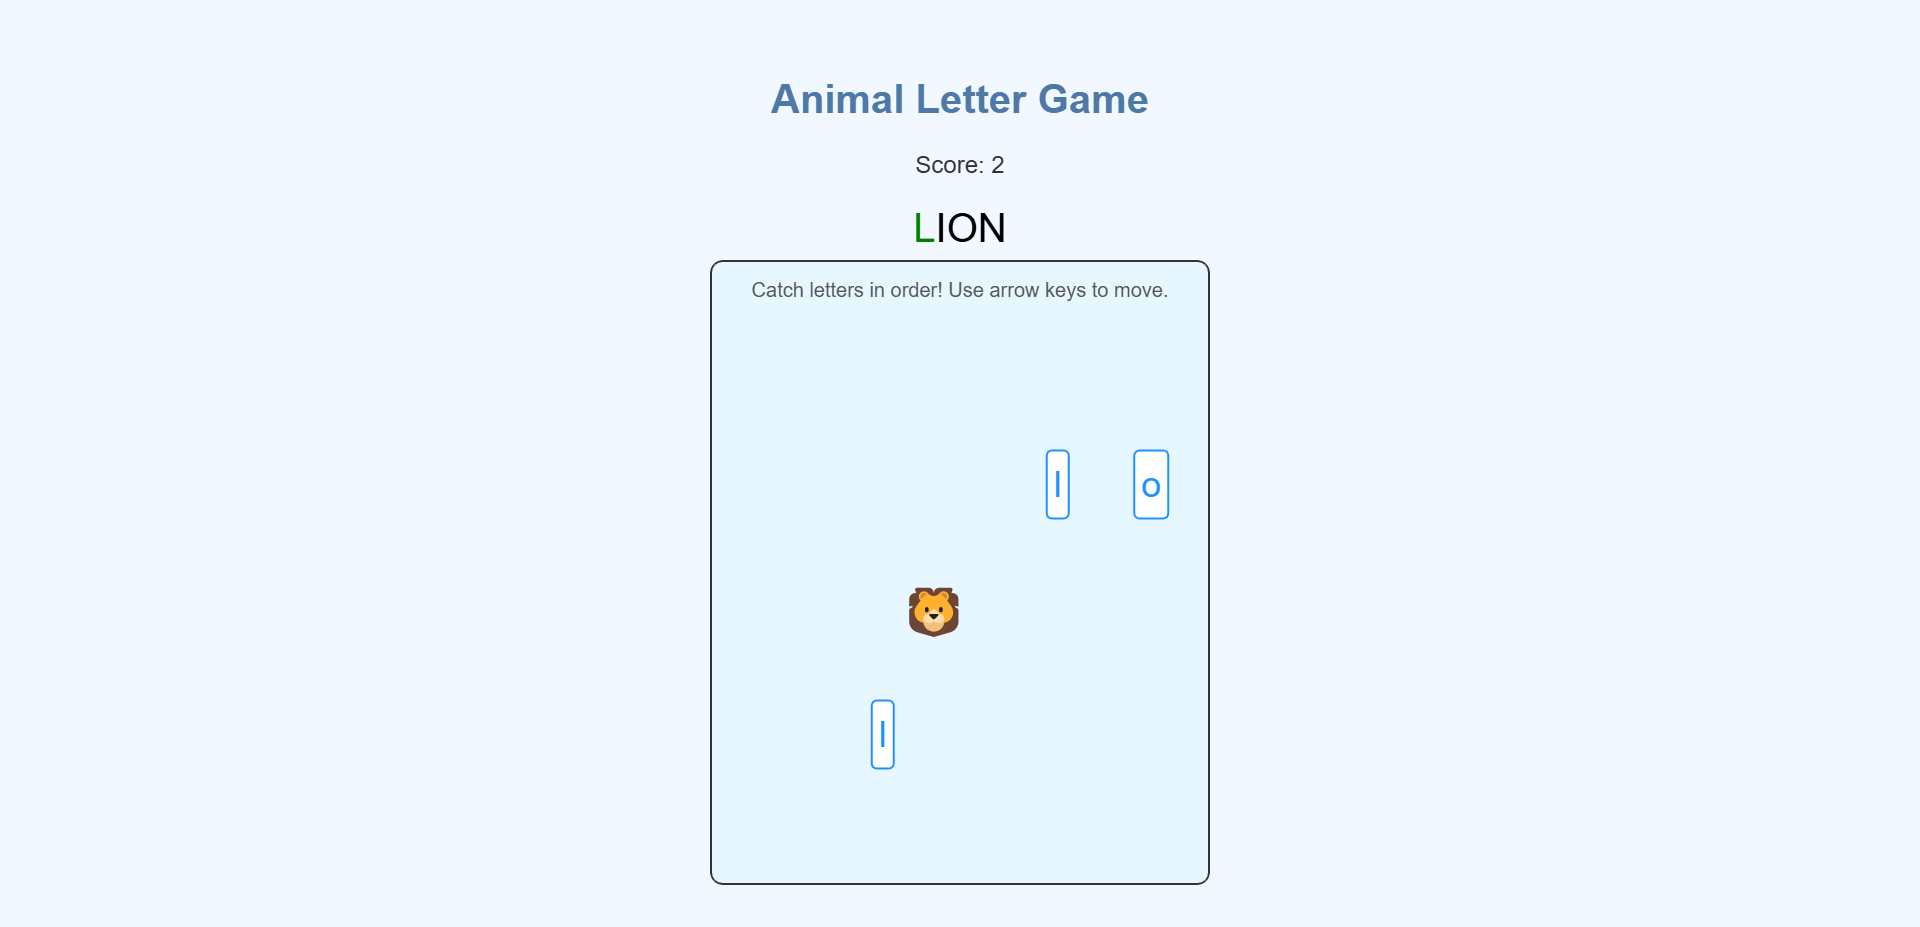 Animal Letter Game
Score: 2
LION
Catch letters in order! Use arrow keys to move.
l o
l